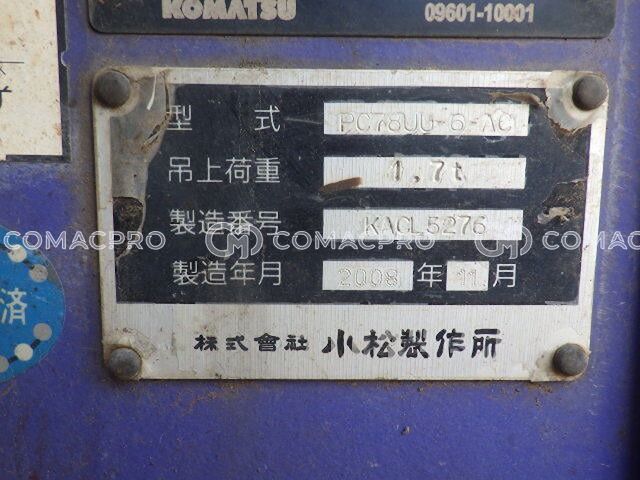 KOMATSU 09601-10001
型 式 PC78UU-6-AC
吊上荷重 1,7t
製造番号 KACL5276
製造年月 2008 年 11 月
株式會社 小松製作所
済
COMACPRO COMACPRO COMACPRO